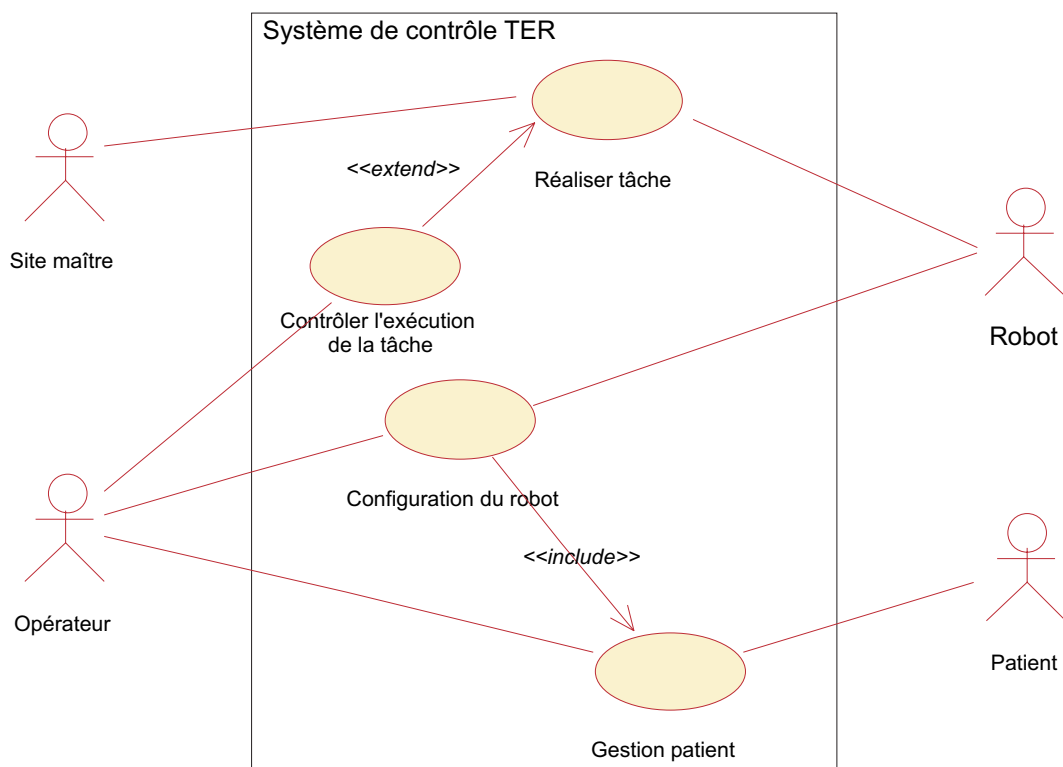 Système de contrôle TER
<<extend>>
Réaliser tâche
Site maître
Contrôler l'exécution
de la tâche
Robot
Configuration du robot
<<include>>
Opérateur
Patient
Gestion patient